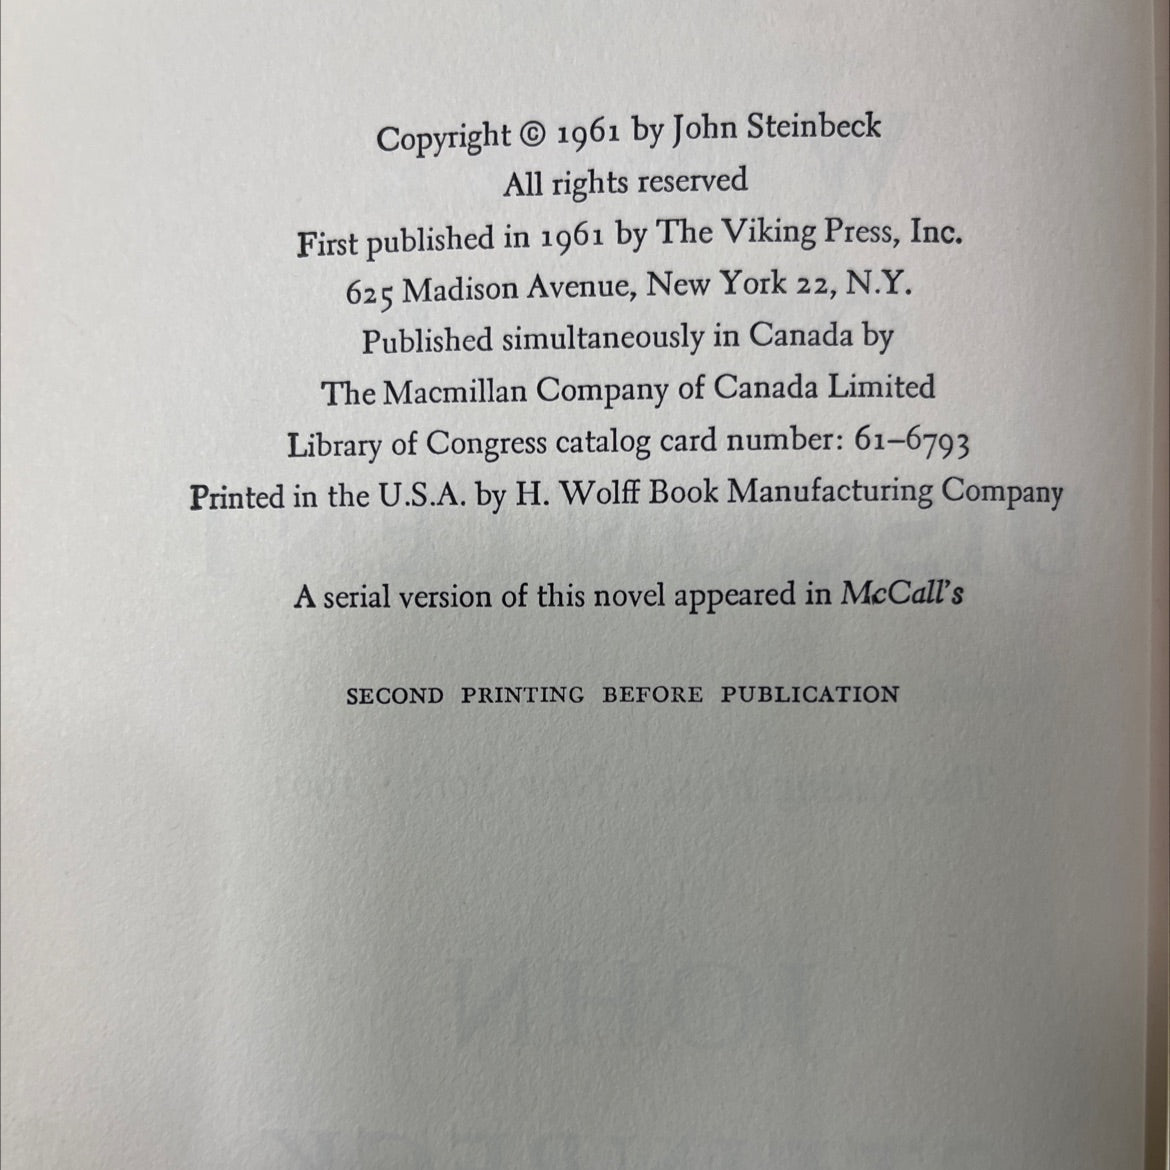 Copyright © 1961 by John Steinbeck
All rights reserved
First published in 1961 by The Viking Press, Inc.
625 Madison Avenue, New York 22, N.Y.
Published simultaneously in Canada by
The Macmillan Company of Canada Limited
Library of Congress catalog card number: 61–6793
Printed in the U.S.A. by H. Wolff Book Manufacturing Company
A serial version of this novel appeared in McCall's
SECOND PRINTING BEFORE PUBLICATION